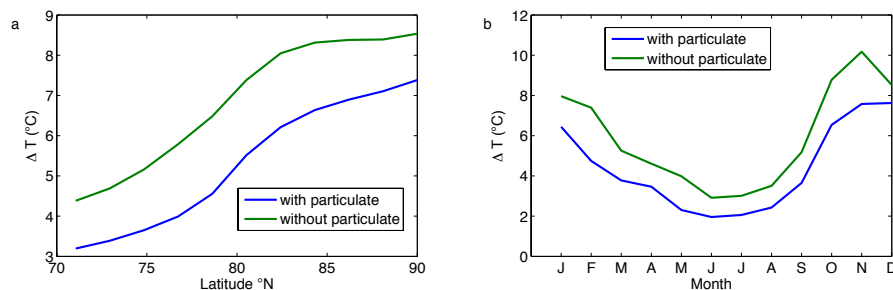 a
9
8
7
6
5
4
3
Δ T (°C)
with particulate
without particulate
70 75 80 85 90
Latitude °N
b
12
10
8
6
4
2
0
Δ T (°C)
with particulate
without particulate
J F M A M J J A S O N D
Month